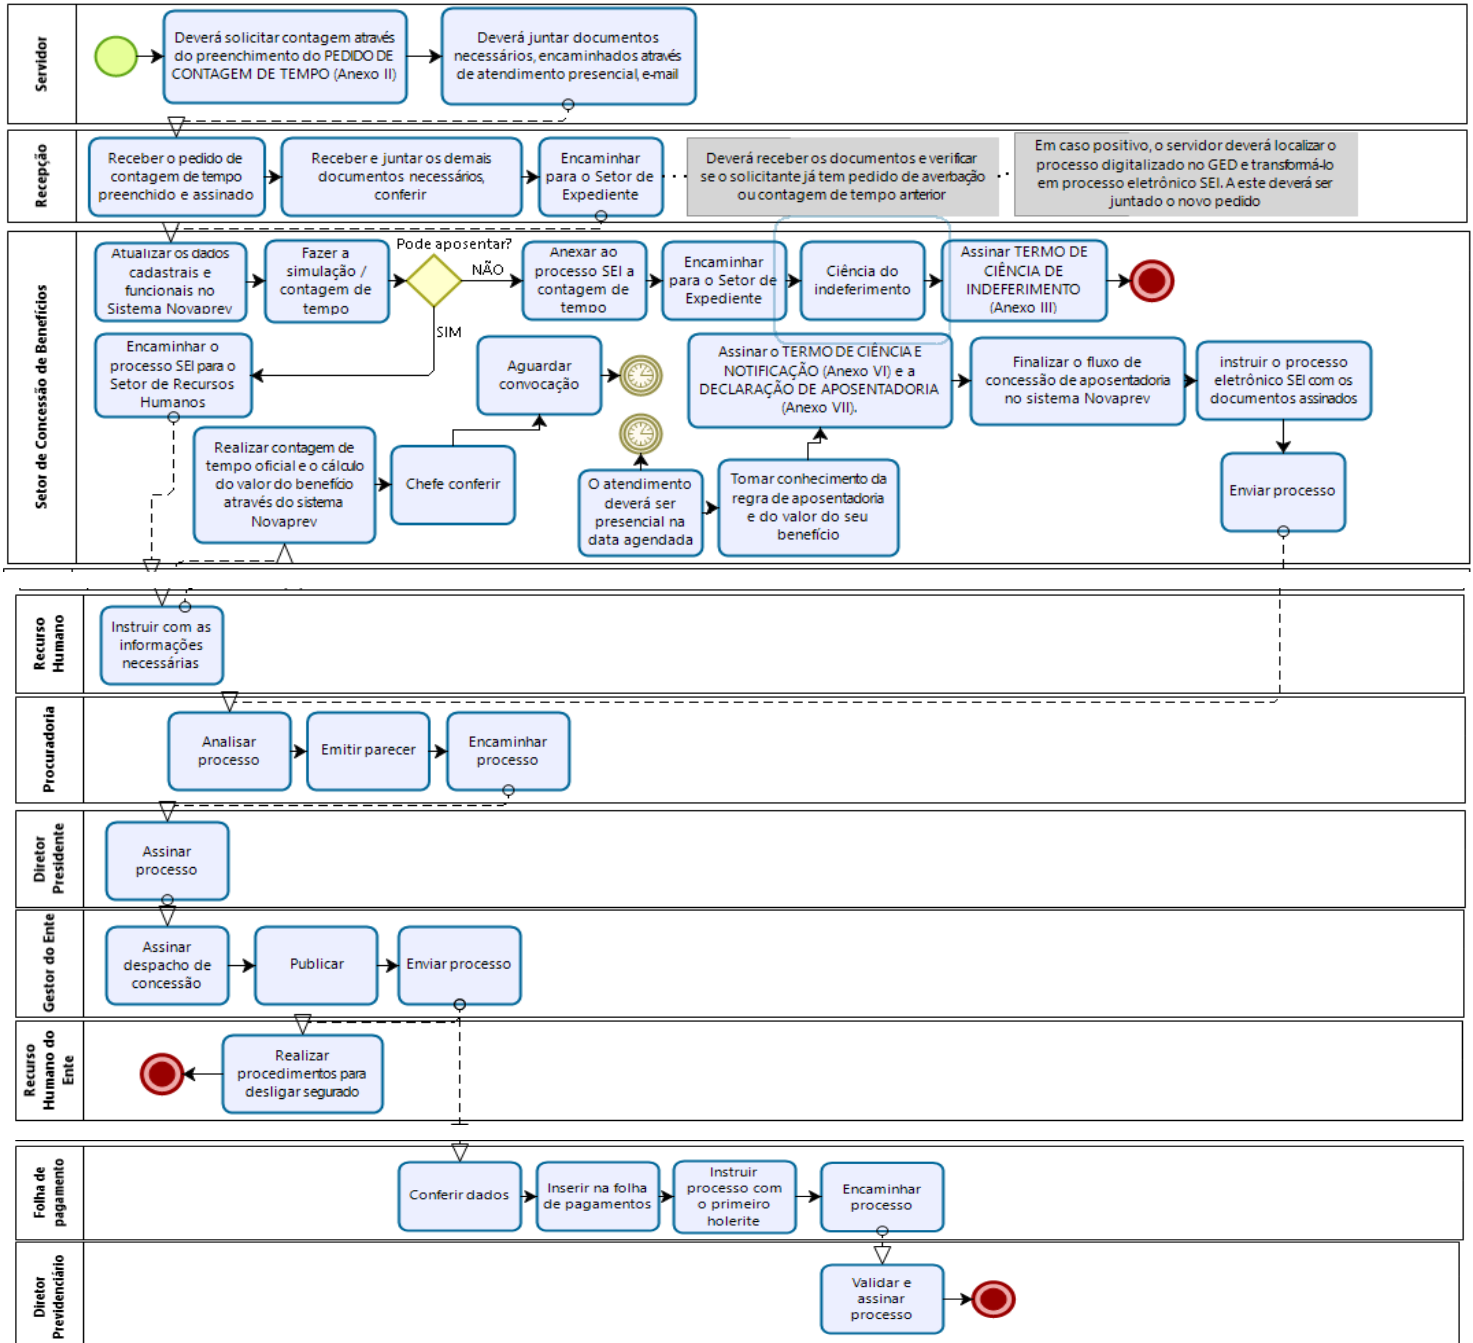 Servidor
Deverá solicitar contagem através
do preenchimento do PEDIDO DE
CONTAGEM DE TEMPO (Anexo II)
Deverá juntar documentos
necessários, encaminhados através
de atendimento presencial, e-mail
Recepção
Receber o pedido de
contagem de tempo
preenchido e assinado
Receber e juntar os demais
documentos necessários,
conferir
Encaminhar
para o Setor de
Expediente
Deverá receber os documentos e verificar
se o solicitante já tem pedido de averbação
ou contagem de tempo anterior
Em caso positivo, o servidor deverá localizar o
processo digitalizado no GED e transformá-lo
em processo eletrônico SEI. A este deverá ser
juntado o novo pedido
Setor de Concessão de Benefícios
Atualizar os dados
cadastrais e
funcionais no
Sistema Novaprev
Fazer a
simulação /
contagem de
tempo
Pode aposentar?
NÃO
SIM
Anexar ao
processo SEI a
contagem de
tempo
Encaminhar
para o Setor de
Expediente
Ciência do
indeferimento
Assinar TERMO DE
CIÊNCIA DE
INDEFERIMENTO
(Anexo III)
Encaminhar o
processo SEI para o
Setor de Recursos
Humanos
Realizar contagem de
tempo oficial e o cálculo
do valor do benefício
através do sistema
Novaprev
Chefe conferir
Aguardar
convocação
O atendimento
deverá ser
presencial na
data agendada
Tomar conhecimento da
regra de aposentadoria
e do valor do seu
benefício
Assinar o TERMO DE CIÊNCIA E
NOTIFICAÇÃO (Anexo VI) e a
DECLARAÇÃO DE APOSENTADORIA
(Anexo VII).
Finalizar o fluxo de
concessão de aposentadoria
no sistema Novaprev
instruir o processo
eletrônico SEI com os
documentos assinados
Enviar processo
Recurso
Humano
Instruir com as
informações
necessárias
Procuradoria
Analisar
processo
Emitir parecer
Encaminhar
processo
Diretor
Presidente
Assinar
processo
Gestor do Ente
Assinar
despacho de
concessão
Publicar
Enviar processo
Recurso
Humano do
Ente
Realizar
procedimentos para
desligar segurado
Folha de
pagamento
Conferir dados
Inserir na folha
de pagamentos
Instruir
processo com
o primeiro
holerite
Encaminhar
processo
Diretor
Previdenciário
Validar e
assinar
processo